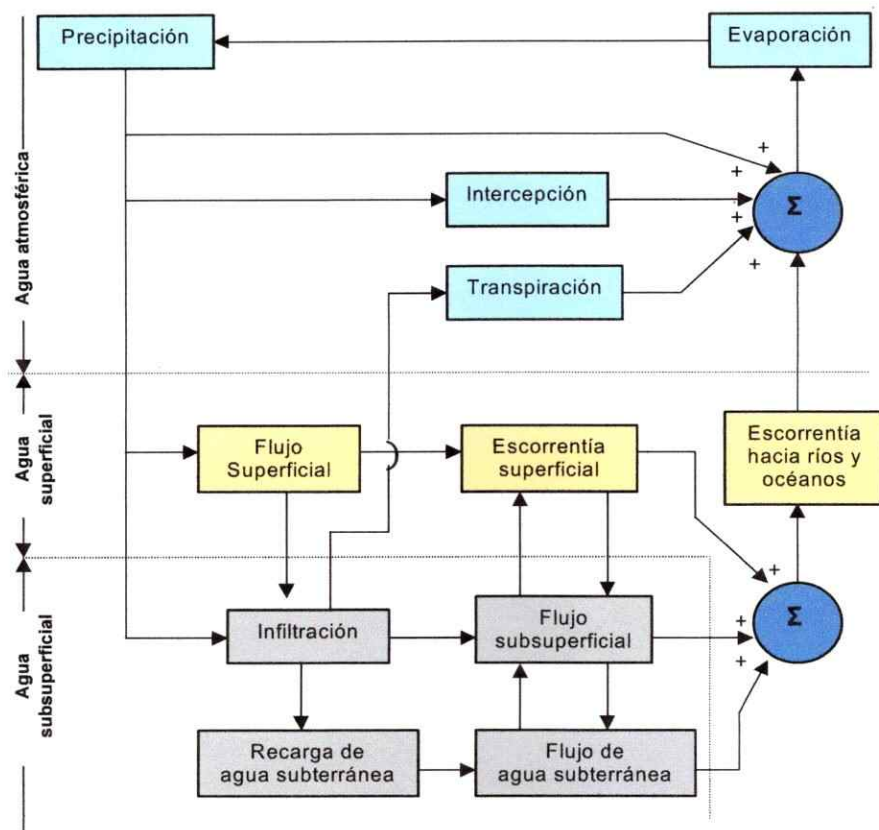 Precipitación
Evaporación
Agua atmosférica
+
+
Intercepción
Σ
+
+
Transpiración
Agua
superficial
Flujo
Superficial
Escorrentía
superficial
Escorrentía
hacia ríos y
océanos
Agua
subsuperficial
+
Infiltración
Flujo
subsuperficial
+
Σ
+
Recarga de
agua subterránea
Flujo de
agua subterránea